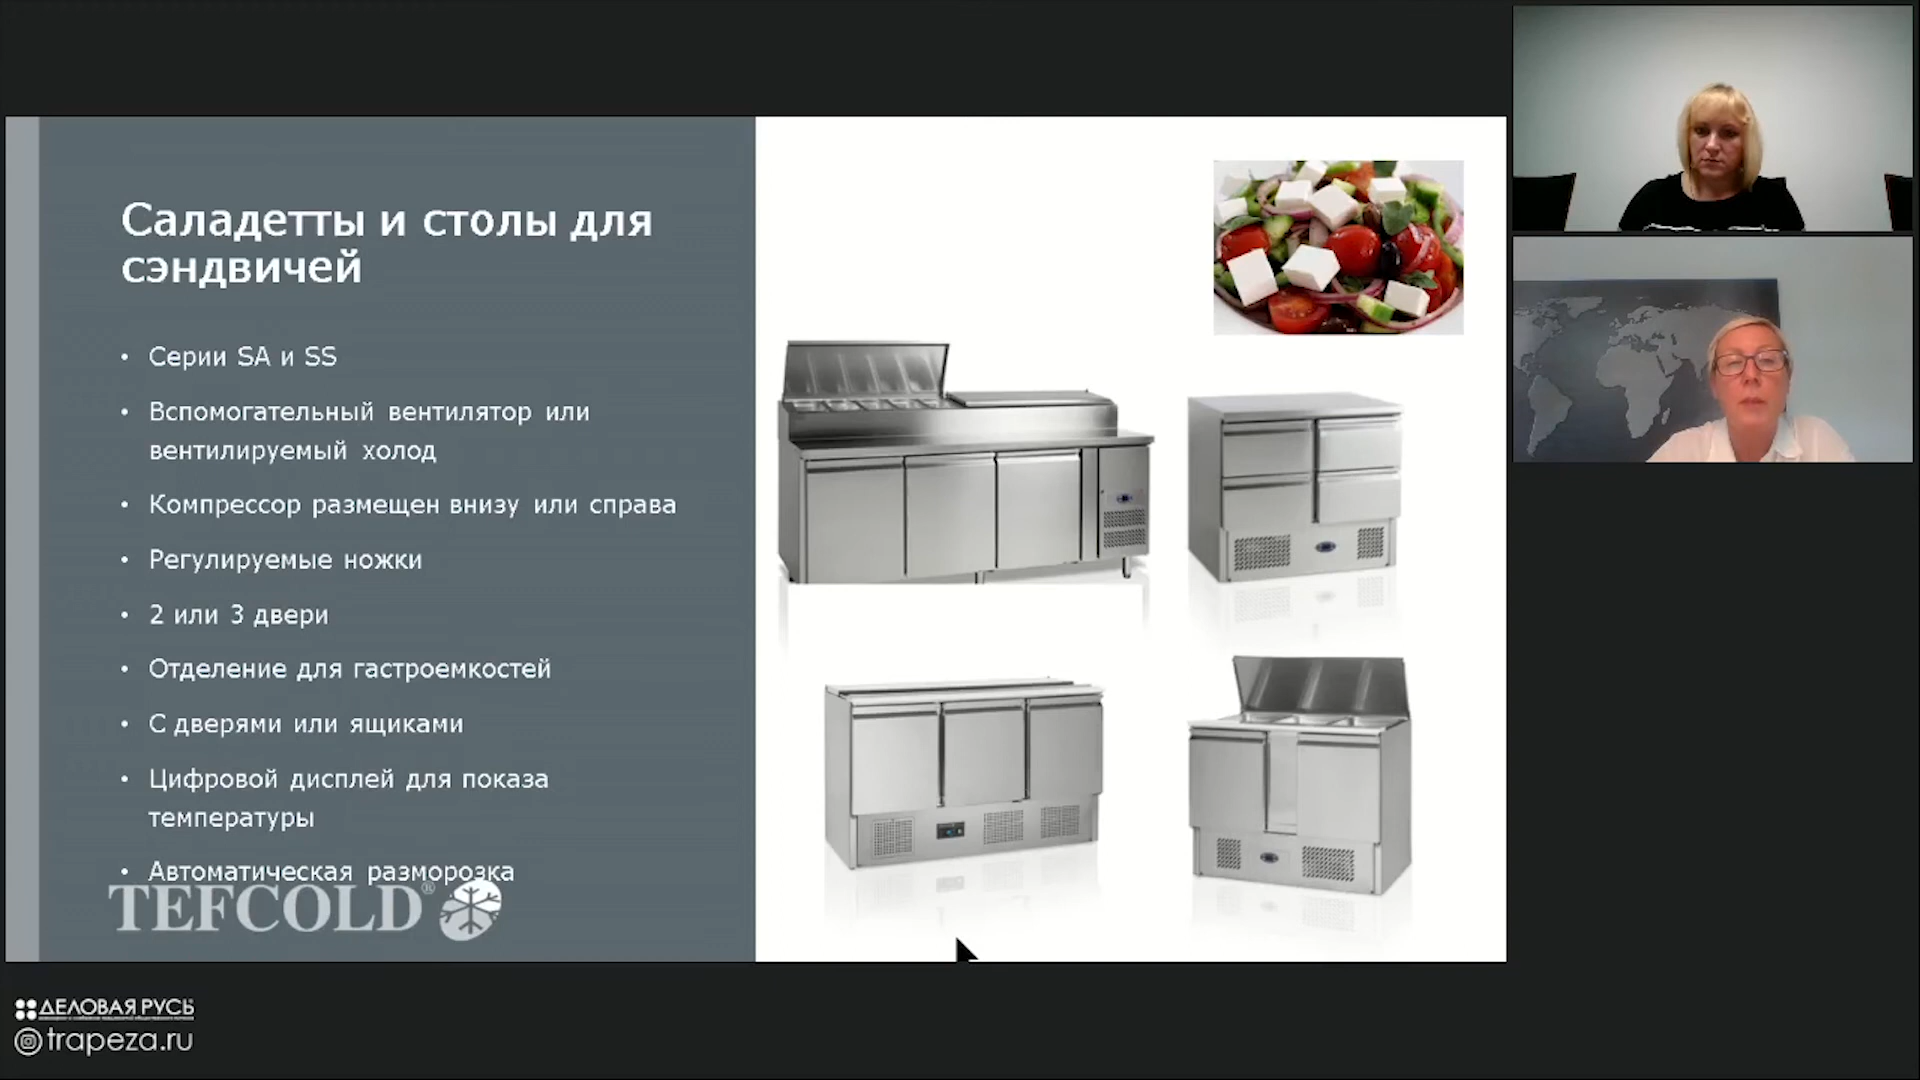 Саладетты и столы для
сэндвичей
• Серии SA и SS
• Вспомогательный вентилятор или
вентилируемый холод
• Компрессор размещен внизу или справа
• Регулируемые ножки
• 2 или 3 двери
• Отделение для гастроемкостей
• С дверями или ящиками
• Цифровой дисплей для показа
температуры
• Автоматическая разморозка
TEFCOLD®
ДЕЛОВАЯ РУСЬ
trapeza.ru